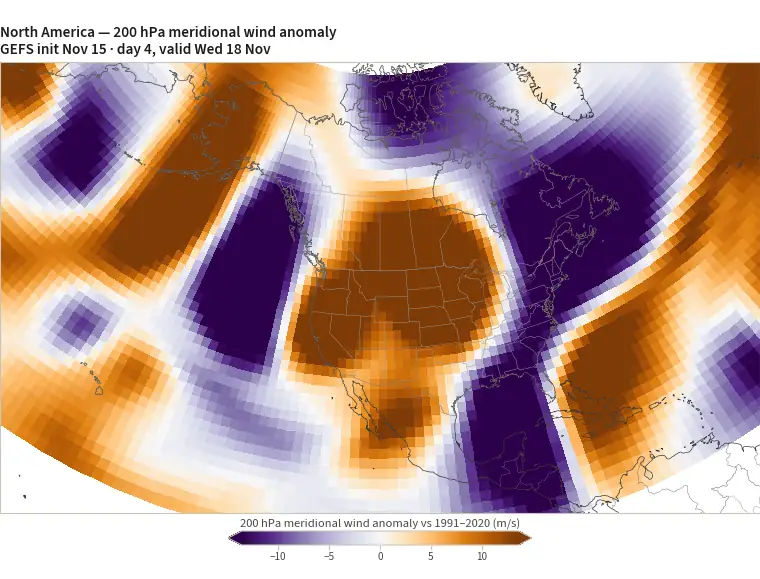 North America — 200 hPa meridional wind anomaly
GEFS init Nov 15 · day 4, valid Wed 18 Nov
200 hPa meridional wind anomaly vs 1991–2020 (m/s)
−10 −5 0 5 10